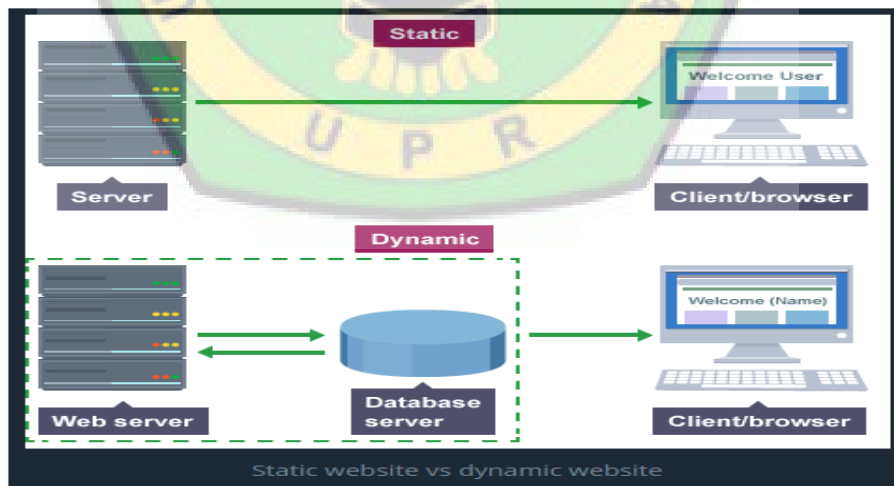 Static
Welcome User
U P R
Server
Client/browser
Dynamic
Welcome (Name)
Web server
Database
server
Client/browser
Static website vs dynamic website